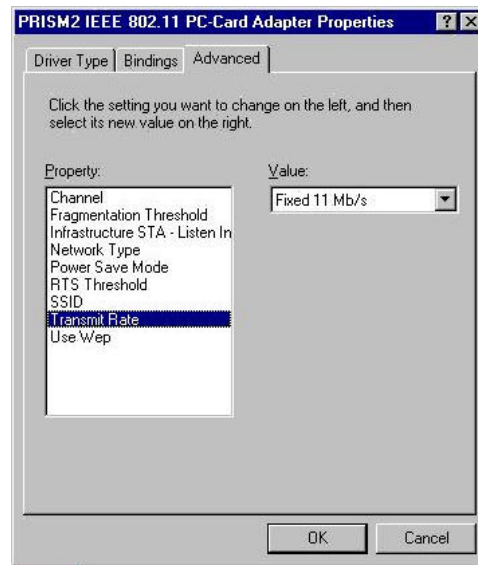 PRISM2 IEEE 802.11 PC-Card Adapter Properties
Driver Type Bindings Advanced
Click the setting you want to change on the left, and then
select its new value on the right.
Property: Value:
Channel Fixed 11 Mb/s
Fragmentation Threshold
Infrastructure STA - Listen In
Network Type
Power Save Mode
RTS Threshold
SSID
Transmit Rate
Use Wep
OK Cancel